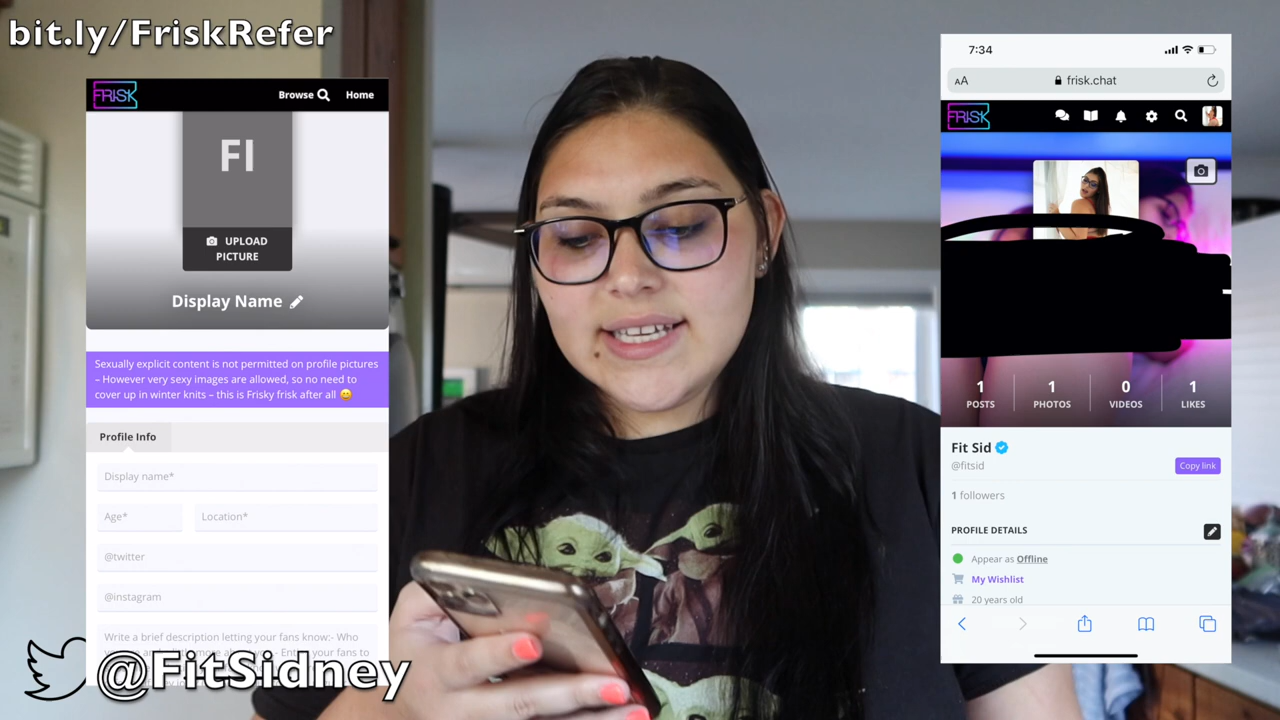 bit.ly/FriskRefer
FRISK
Browse
Home
FI
UPLOAD
PICTURE
Display Name
Sexually explicit content is not permitted on profile pictures
– However very sexy images are allowed, so no need to
cover up in winter knits – this is Frisky frisk after all 😀
Profile Info
Display name*
Age*
Location*
@twitter
@instagram
Write a brief description letting your fans know:- Who
@FitSidney
7:34
AA
frisk.chat
FRISK
1
POSTS
1
PHOTOS
0
VIDEOS
1
LIKES
Fit Sid
@fitsid
Copy link
1 followers
PROFILE DETAILS
Appear as Offline
My Wishlist
20 years old